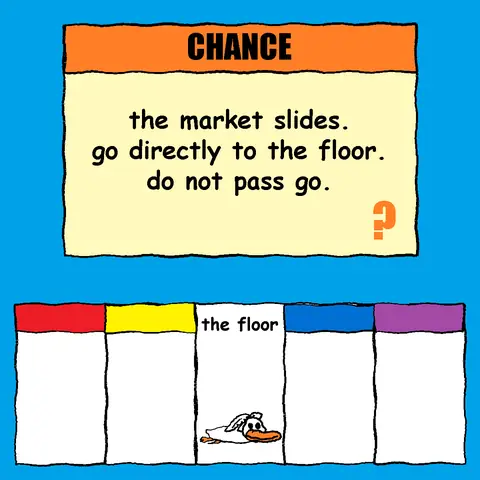 CHANCE
the market slides.
go directly to the floor.
do not pass go.
?
the floor